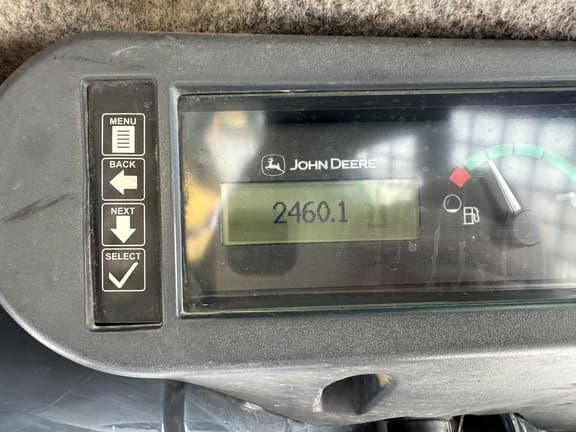 MENU
BACK
NEXT
SELECT
JOHN DEERE
2460.1